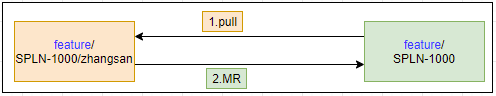 1.pull
feature/
SPLN-1000/zhangsan
feature/
SPLN-1000
2.MR